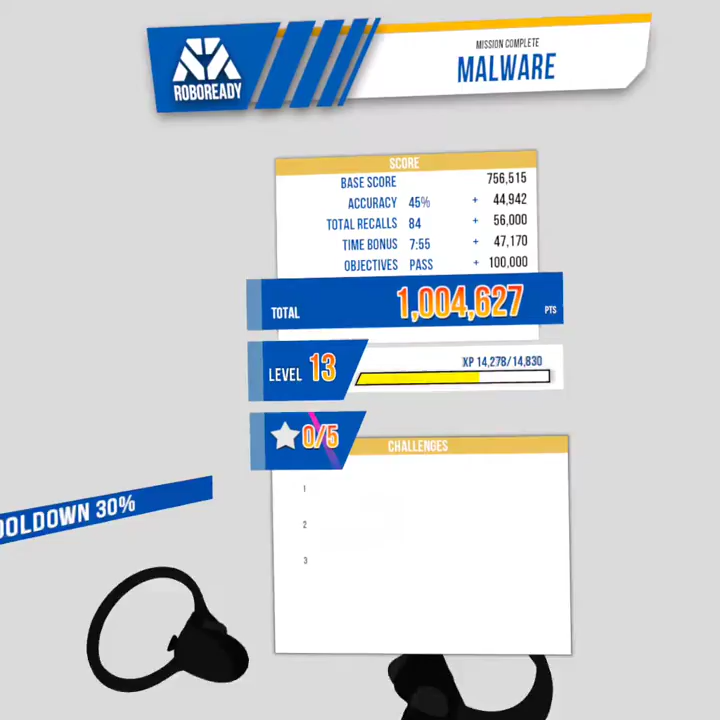 ROBOREADY
MISSION COMPLETE
MALWARE
SCORE
BASE SCORE 756,515
ACCURACY 45% + 44,942
TOTAL RECALLS 84 + 56,000
TIME BONUS 7:55 + 47,170
OBJECTIVES PASS + 100,000
TOTAL 1,004,627 PTS
LEVEL 13 XP 14,278/14,830
0/5
CHALLENGES
1
2
3
OOLDOWN 30%